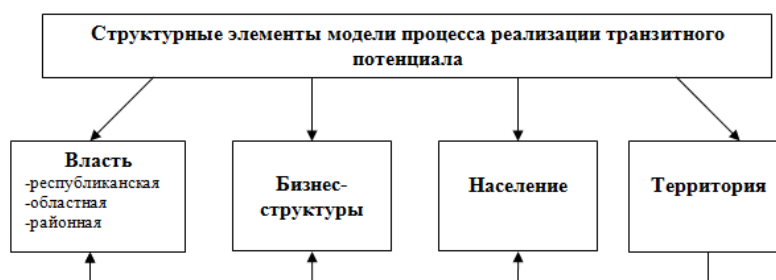 Структурные элементы модели процесса реализации транзитного
потенциала
Власть
-республиканская
-областная
-районная
Бизнес-
структуры
Население
Территория